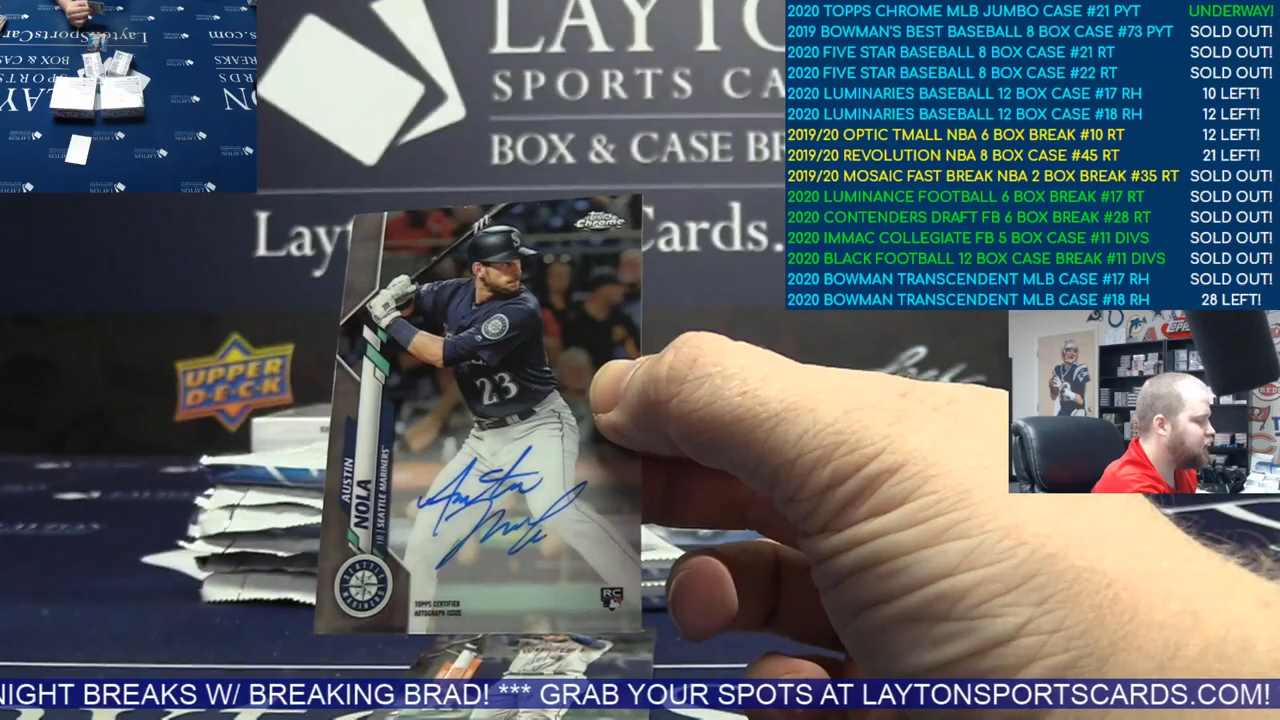 2020 TOPPS CHROME MLB JUMBO CASE #21 PYT UNDERWAY!
2019 BOWMAN'S BEST BASEBALL 8 BOX CASE #73 PYT SOLD OUT!
2020 FIVE STAR BASEBALL 8 BOX CASE #21 RT SOLD OUT!
2020 FIVE STAR BASEBALL 8 BOX CASE #22 RT SOLD OUT!
2020 LUMINARIES BASEBALL 12 BOX CASE #17 RH 10 LEFT!
2020 LUMINARIES BASEBALL 12 BOX CASE #18 RH 12 LEFT!
2019/20 OPTIC TMALL NBA 6 BOX BREAK #10 RT 12 LEFT!
2019/20 REVOLUTION NBA 8 BOX CASE #45 RT 21 LEFT!
2019/20 MOSAIC FAST BREAK NBA 2 BOX BREAK #35 RT SOLD OUT!
2020 LUMINANCE FOOTBALL 6 BOX BREAK #17 RT SOLD OUT!
2020 CONTENDERS DRAFT FB 6 BOX BREAK #28 RT SOLD OUT!
2020 IMMAC COLLEGIATE FB 5 BOX CASE #11 DIVS SOLD OUT!
2020 BLACK FOOTBALL 12 BOX CASE BREAK #11 DIVS SOLD OUT!
2020 BOWMAN TRANSCENDENT MLB CASE #17 RH SOLD OUT!
2020 BOWMAN TRANSCENDENT MLB CASE #18 RH 28 LEFT!
LAYTO
SPORTS CA
BOX & CASE BR
Lay
Cards.
UPPER
D.E.C.K
Topps
Chrome
S
23
AUSTIN
NOLA
1B | SEATTLE MARINERS
Austin Nola
SEATTLE
MARINERS
TOPPS CERTIFIED
AUTOGRAPH ISSUE
RC
NIGHT BREAKS W/ BREAKING BRAD! *** GRAB YOUR SPOTS AT LAYTONSPORTSCARDS.COM!